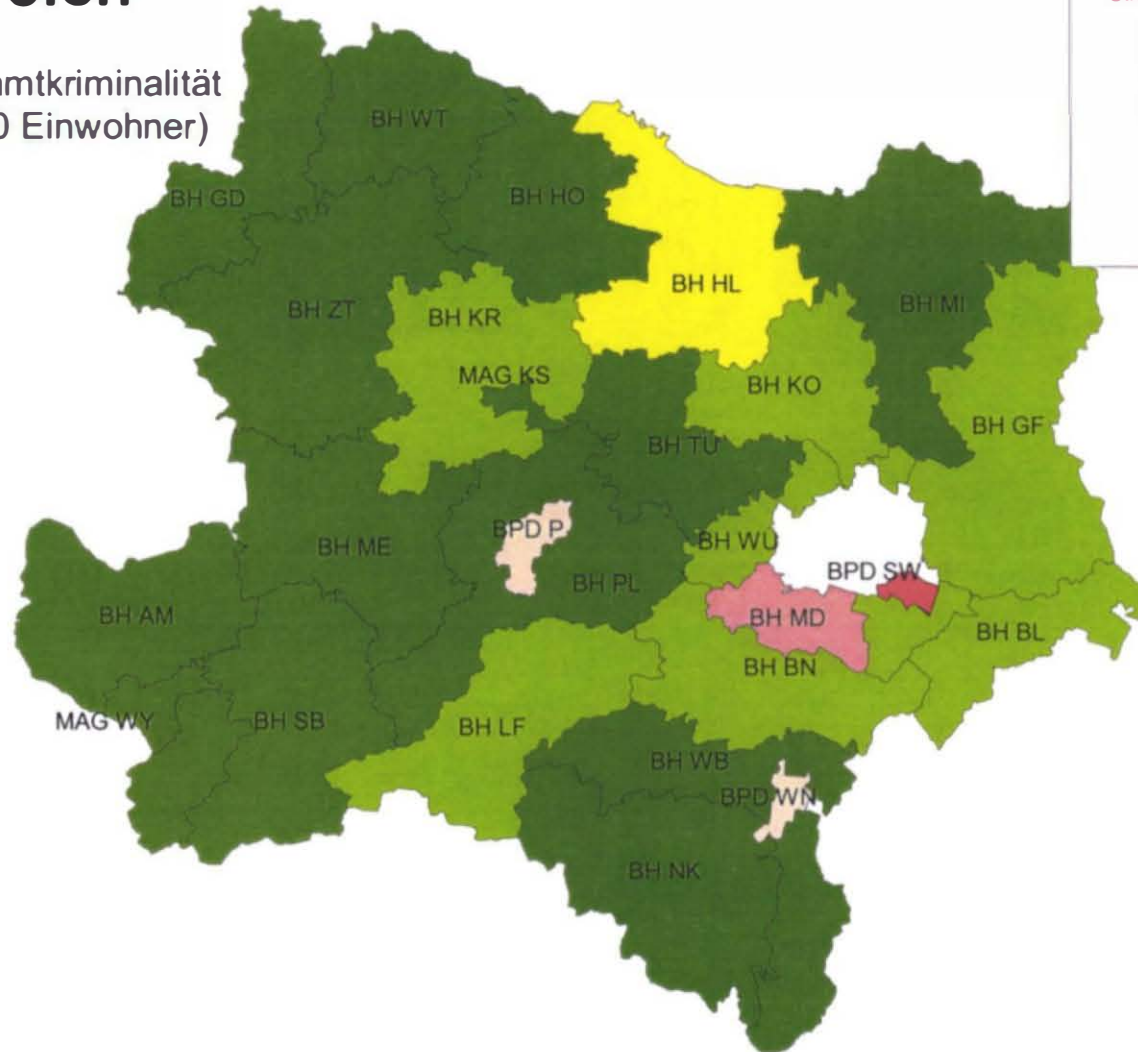 amtkriminalität
0 Einwohner)
BH WT
BH GD
BH HO
BH HL
BH ZT
BH KR
BH MI
MAG KS
BH KO
BH GF
BH TU
BPD P
BH WU
BH ME
BPD SW
BH PL
BH AM
BH MD
BH BL
BH BN
MAG WY
BH SB
BH LF
BH WB
BPD WN
BH NK